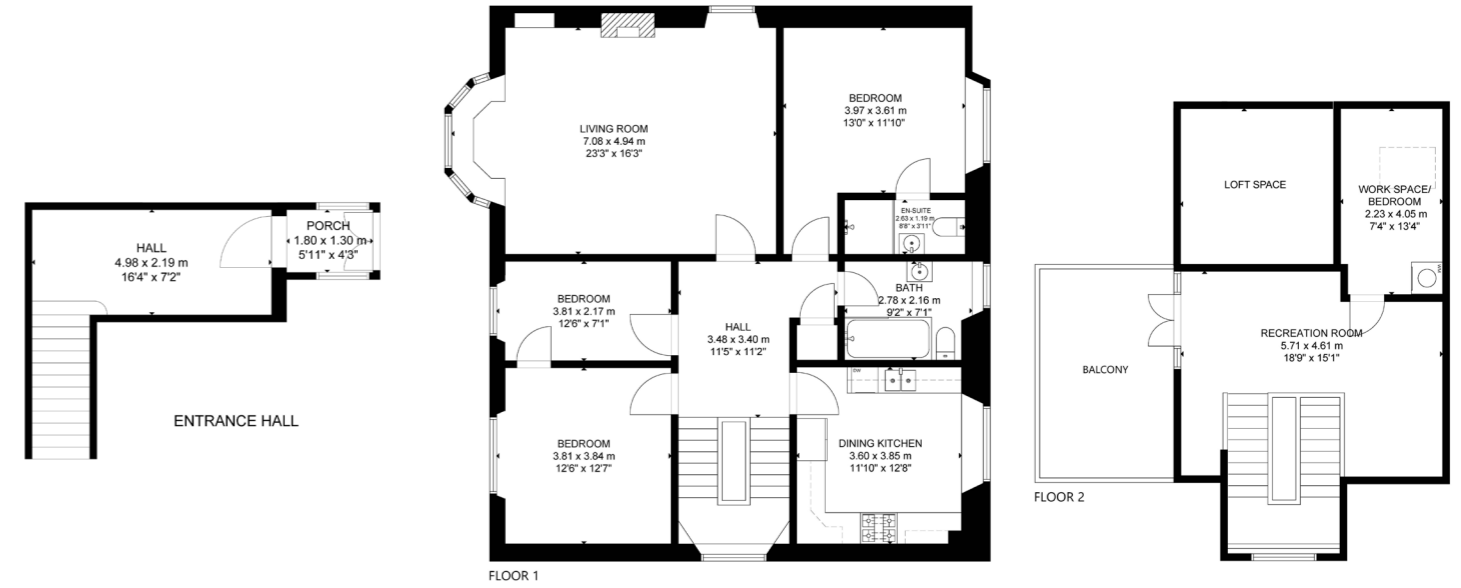 HALL
4.98 x 2.19 m
16'4" x 7'2"
PORCH
1.80 x 1.30 m
5'11" x 4'3"
ENTRANCE HALL
LIVING ROOM
7.08 x 4.94 m
23'3" x 16'3"
BEDROOM
3.97 x 3.61 m
13'0" x 11'10"
EN-SUITE
2.63 x 1.19 m
8'8" x 3'11"
BEDROOM
3.81 x 2.17 m
12'6" x 7'1"
HALL
3.48 x 3.40 m
11'5" x 11'2"
BATH
2.78 x 2.16 m
9'2" x 7'1"
DW
BEDROOM
3.81 x 3.84 m
12'6" x 12'7"
DINING KITCHEN
3.60 x 3.85 m
11'10" x 12'8"
FLOOR 1
LOFT SPACE
WORK SPACE/
BEDROOM
2.23 x 4.05 m
7'4" x 13'4"
WM
RECREATION ROOM
5.71 x 4.61 m
18'9" x 15'1"
BALCONY
FLOOR 2